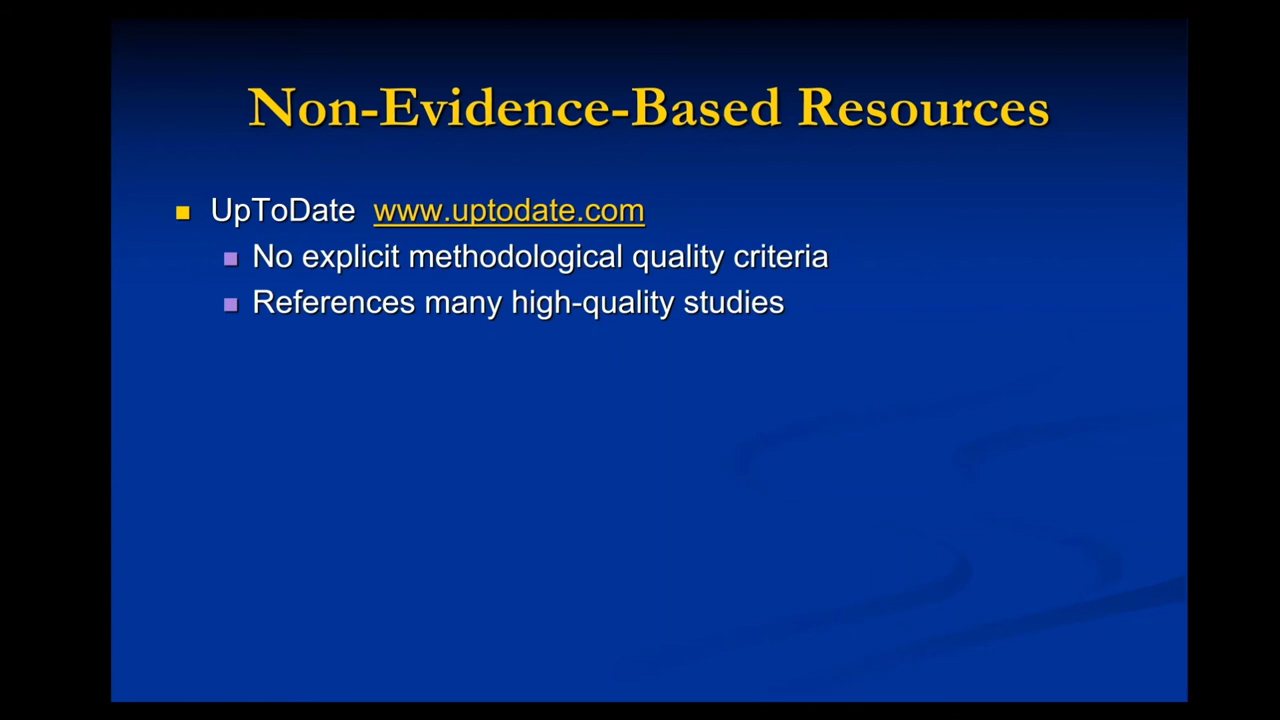 Non-Evidence-Based Resources
UpToDate www.uptodate.com
No explicit methodological quality criteria
References many high-quality studies